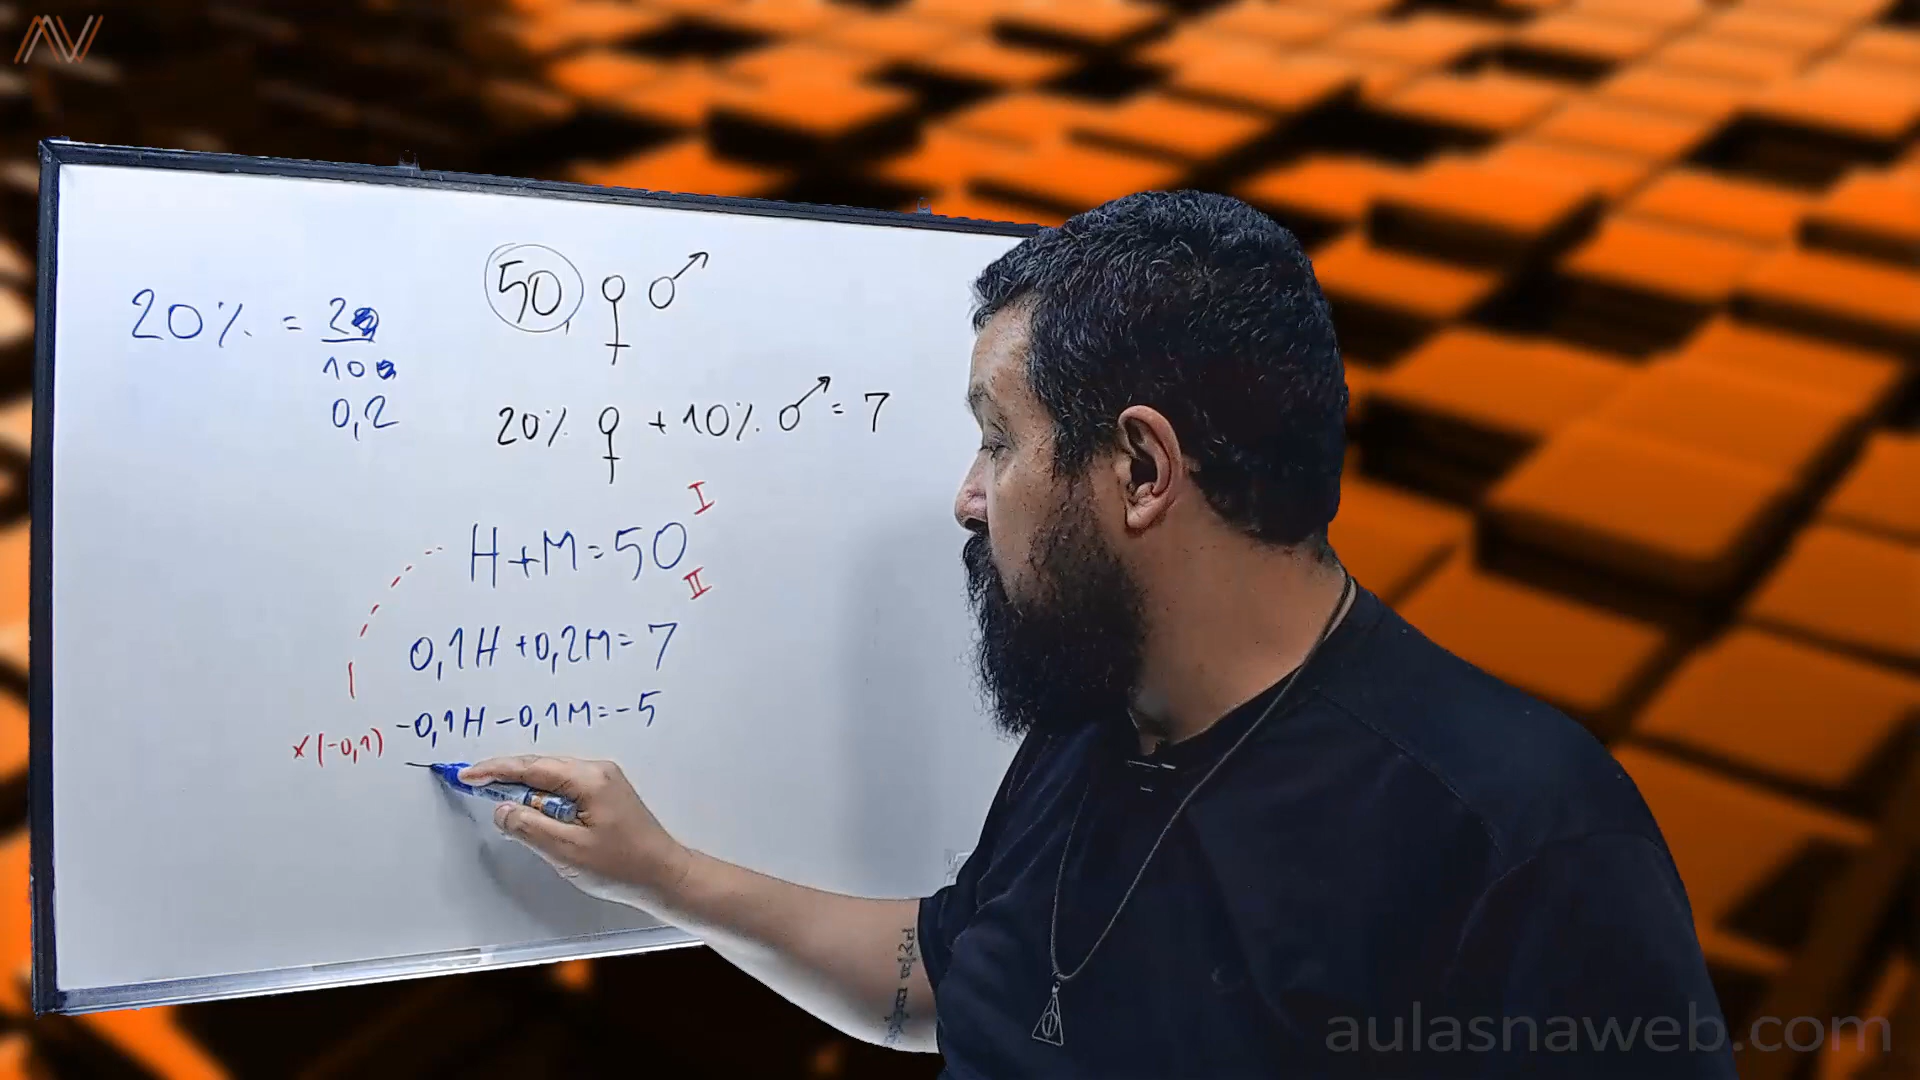 AV
50 ♀ ♂
20% = 20/100
0,2
20% ♀ + 10% ♂ = 7
I
H+M=50
II
0,1H +0,2M= 7
-0,1H -0,1M=-5
x(-0,1)
aulasnaweb.com